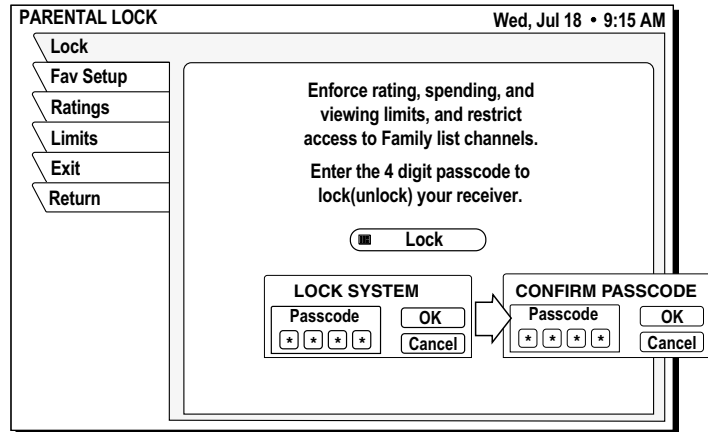 PARENTAL LOCK
Wed, Jul 18 • 9:15 AM
Lock
Fav Setup
Ratings
Limits
Exit
Return
Enforce rating, spending, and
viewing limits, and restrict
access to Family list channels.
Enter the 4 digit passcode to
lock(unlock) your receiver.
Lock
LOCK SYSTEM
Passcode
* * * *
OK
Cancel
CONFIRM PASSCODE
Passcode
* * * *
OK
Cancel